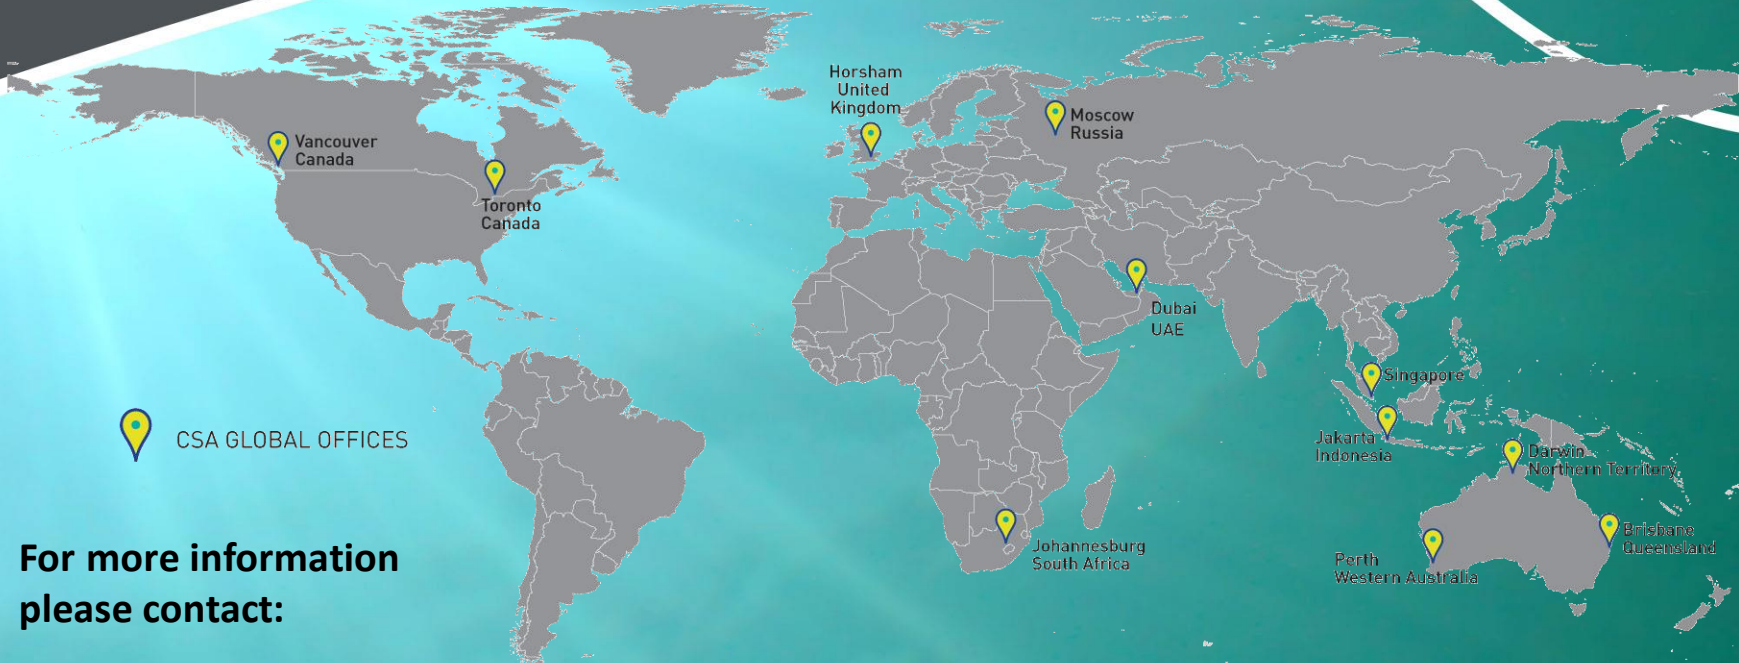 Horsham
United
Kingdom
Moscow
Russia
Vancouver
Canada
Toronto
Canada
Dubai
UAE
Singapore
CSA GLOBAL OFFICES
Jakarta
Indonesia
Darwin
Northern Territory
Johannesburg
South Africa
Perth
Western Australia
Brisbane
Queensland
For more information
please contact: